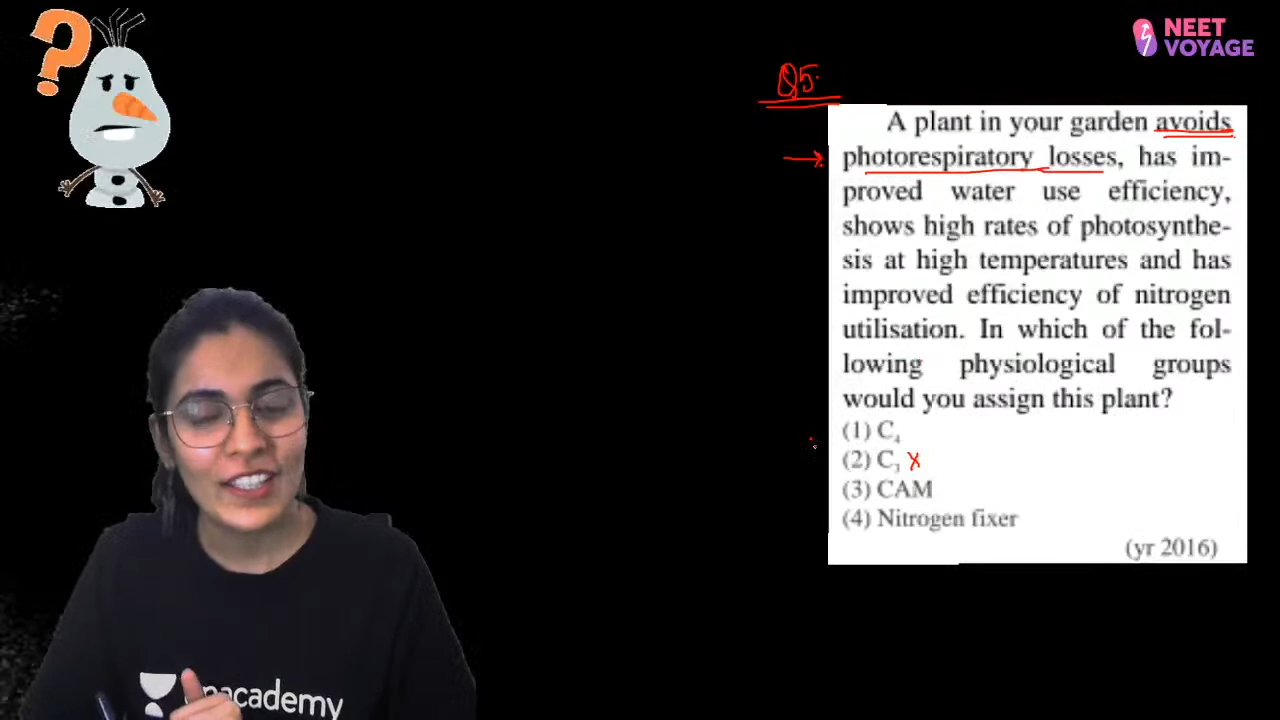 NEET
VOYAGE
Q5.
A plant in your garden avoids
photorespiratory losses, has im-
proved water use efficiency,
shows high rates of photosynthe-
sis at high temperatures and has
improved efficiency of nitrogen
utilisation. In which of the fol-
lowing physiological groups
would you assign this plant?
(1) C₄
(2) C₃ X
(3) CAM
(4) Nitrogen fixer
(yr 2016)
unacademy